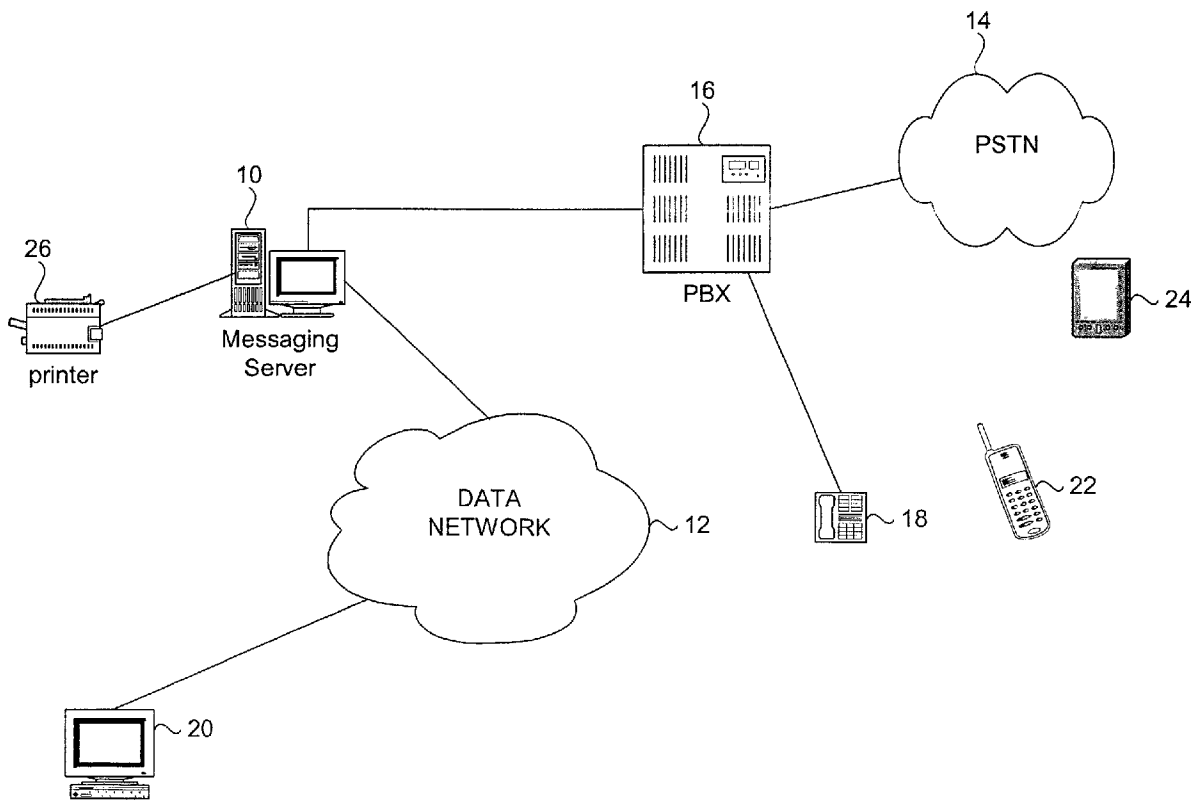 14
16
PSTN
10
26
PBX
24
Messaging
Server
printer
22
DATA
NETWORK
12
18
20